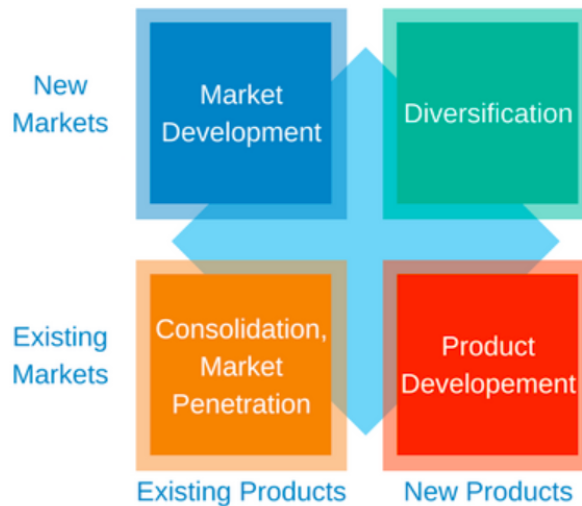 New
Markets
Market
Development
Diversification
Existing
Markets
Consolidation,
Market
Penetration
Product
Developement
Existing Products
New Products